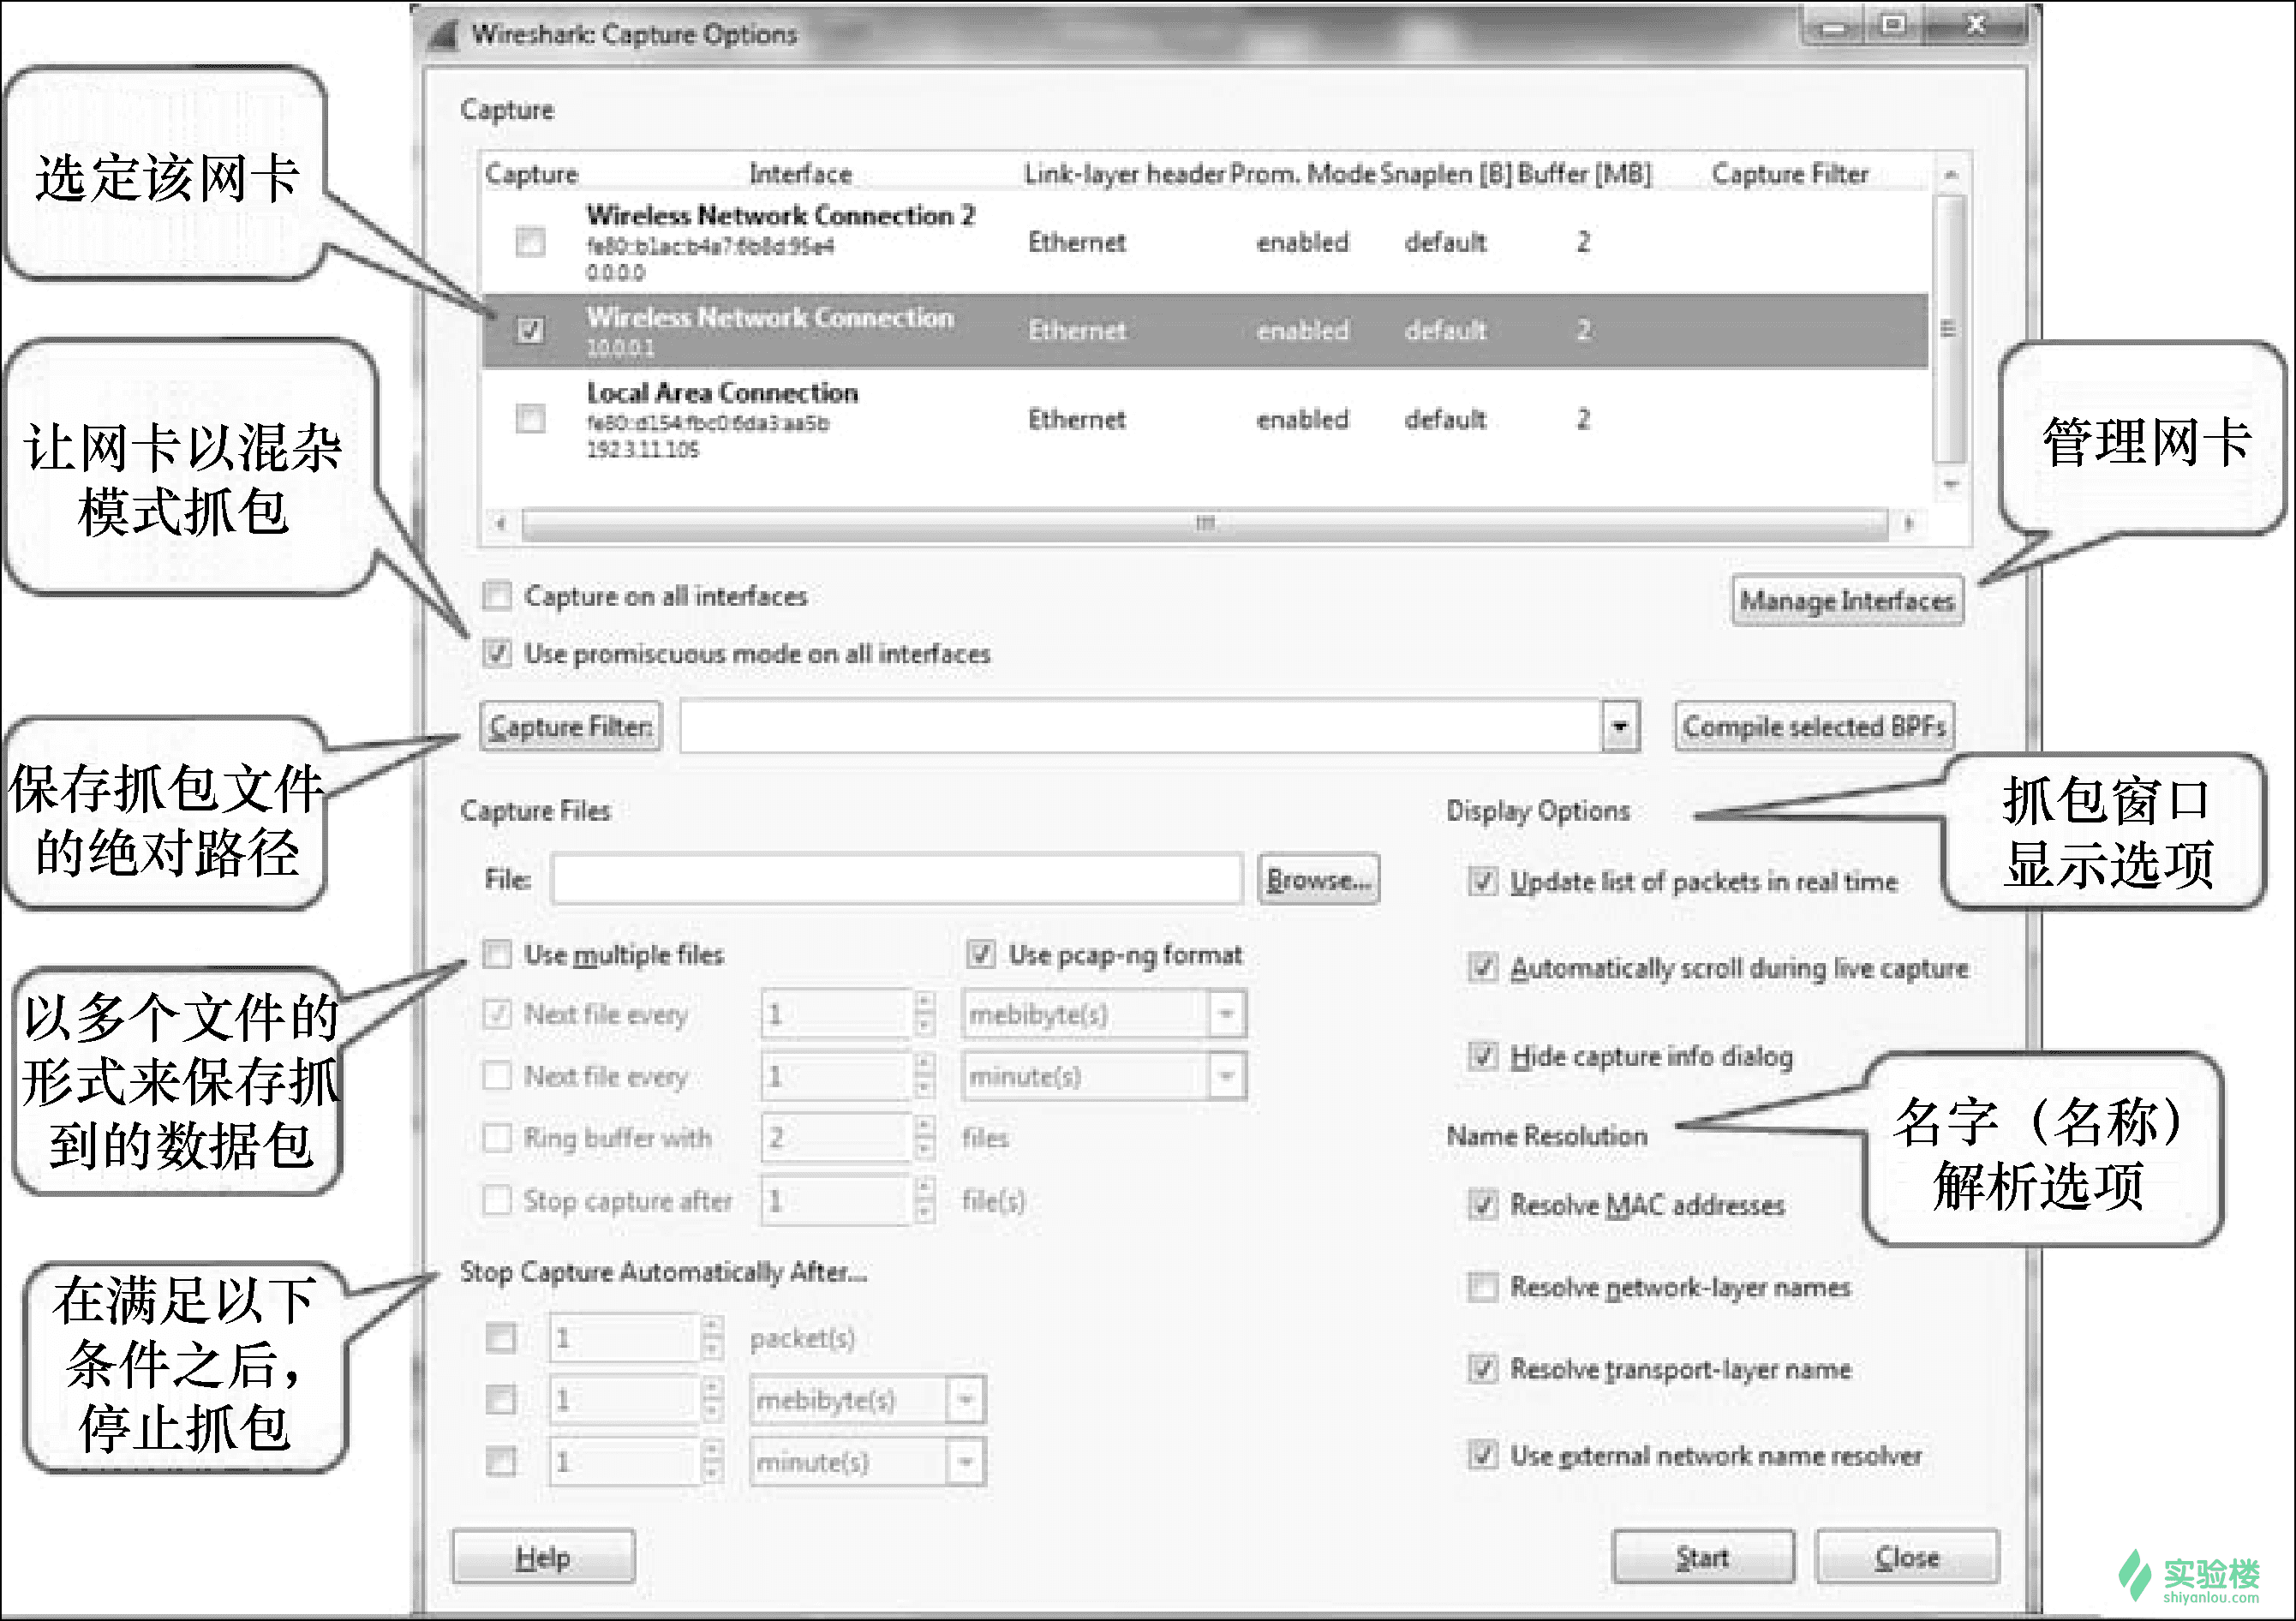 Wireshark: Capture Options
Capture
选定该网卡
Capture Interface Link-layer header Prom. Mode Snaplen [B] Buffer [MB] Capture Filter
Wireless Network Connection 2
fe80::b1ac:b4a7:6b8d:95e4
0.0.0.0
Ethernet enabled default 2
Wireless Network Connection
10.0.0.1
Ethernet enabled default 2
Local Area Connection
fe80::d154:fbc0:6da3:aa5b
192.3.11.105
Ethernet enabled default 2
让网卡以混杂
模式抓包
管理网卡
Capture on all interfaces
Manage Interfaces
Use promiscuous mode on all interfaces
Capture Filter:
Compile selected BPFs
保存抓包文件
的绝对路径
Capture Files
File:
Browse...
Use multiple files
Use pcap-ng format
Next file every 1 mebibyte(s)
Next file every 1 minute(s)
Ring buffer with 2 files
Stop capture after 1 file(s)
以多个文件的
形式来保存抓
到的数据包
Stop Capture Automatically After...
1 packet(s)
1 mebibyte(s)
1 minute(s)
在满足以下
条件之后，
停止抓包
Display Options
抓包窗口
显示选项
Update list of packets in real time
Automatically scroll during live capture
Hide capture info dialog
Name Resolution
名字（名称）
解析选项
Resolve MAC addresses
Resolve network-layer names
Resolve transport-layer name
Use external network name resolver
Help
Start
Close
实验楼
shiyanlou.com